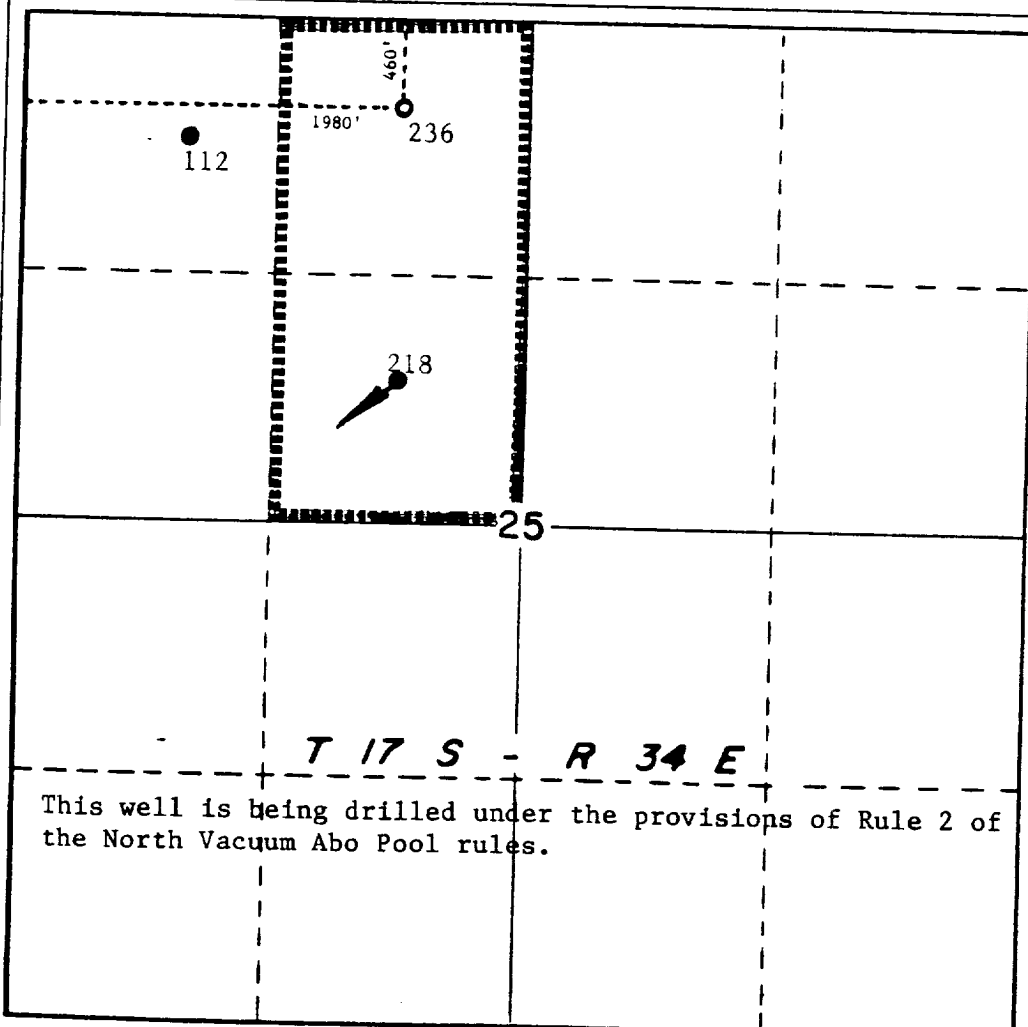 460'
1980'
236
112
218
25
T 17 S - R 34 E
This well is being drilled under the provisions of Rule 2 of
the North Vacuum Abo Pool rules.